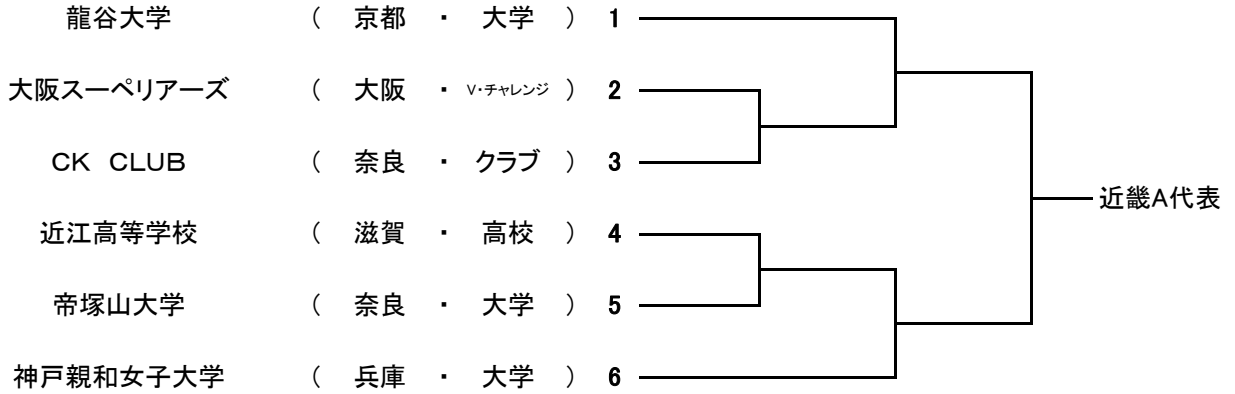 龍谷大学 ( 京都 ・ 大学 ) 1
大阪スーペリアーズ ( 大阪 ・ V・チャレンジ ) 2
CK CLUB ( 奈良 ・ クラブ ) 3
近江高等学校 ( 滋賀 ・ 高校 ) 4
帝塚山大学 ( 奈良 ・ 大学 ) 5
神戸親和女子大学 ( 兵庫 ・ 大学 ) 6
近畿A代表